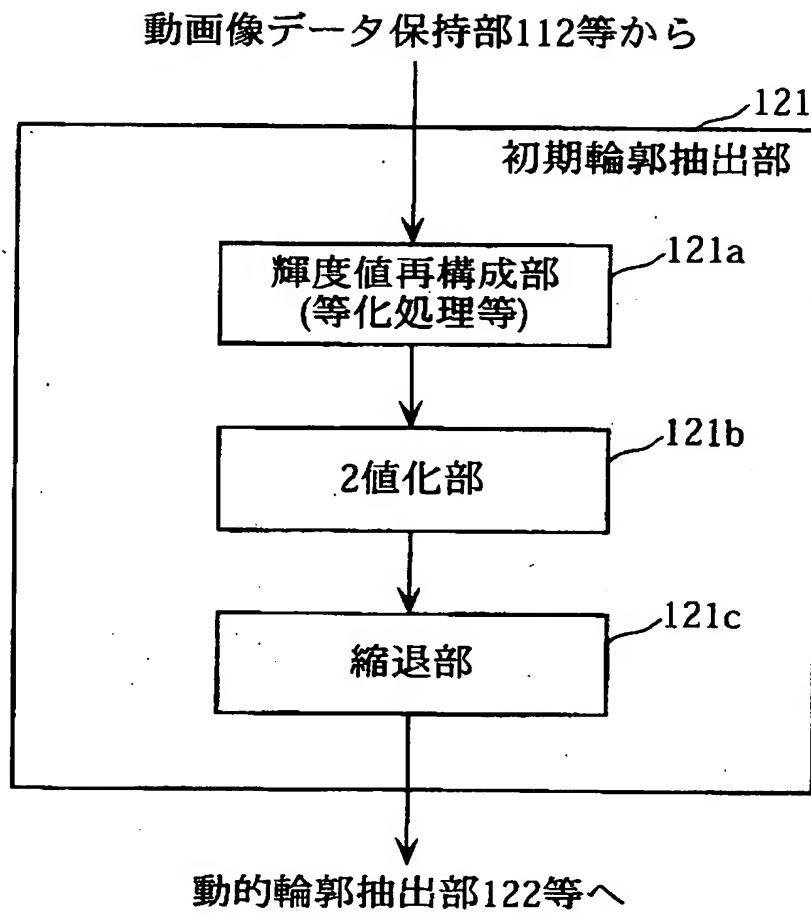 動画像データ保持部112等から
121
初期輪郭抽出部
輝度値再構成部
(等化処理等)
121a
2値化部
121b
縮退部
121c
動的輪郭抽出部122等へ